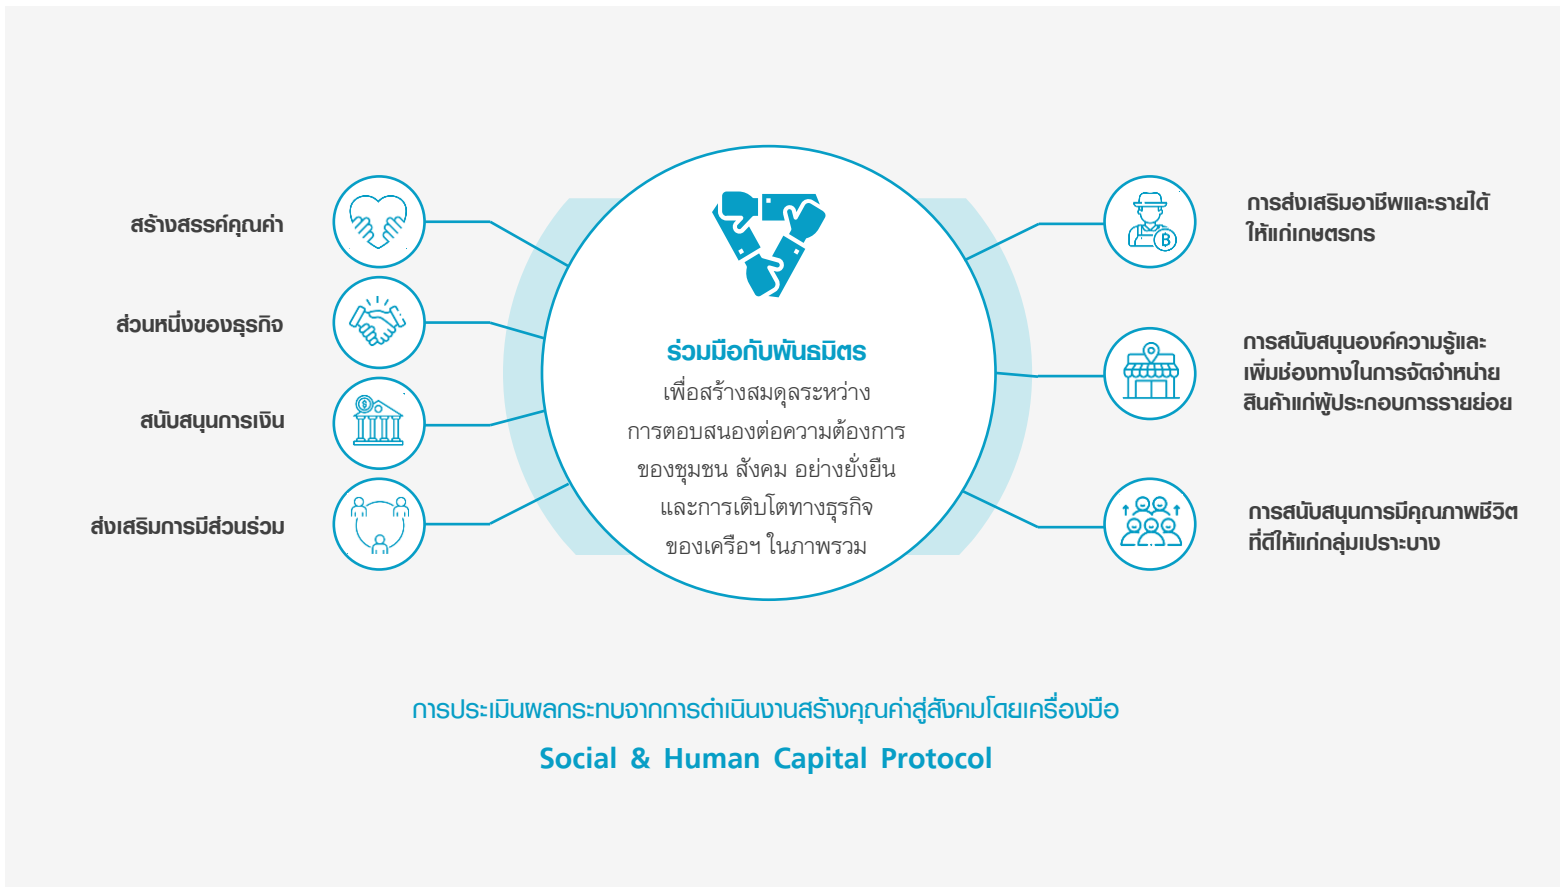 สร้างสรรค์คุณค่า
ส่วนหนึ่งของธุรกิจ
สนับสนุนการเงิน
ส่งเสริมการมีส่วนร่วม
ร่วมมือกับพันธมิตร
เพื่อสร้างสมดุลระหว่าง
การตอบสนองต่อความต้องการ
ของชุมชน สังคม อย่างยั่งยืน
และการเติบโตทางธุรกิจ
ของเครือฯ ในภาพรวม
การส่งเสริมอาชีพและรายได้
ให้แก่เกษตรกร
การสนับสนุนองค์ความรู้และ
เพิ่มช่องทางในการจัดจำหน่าย
สินค้าแก่ผู้ประกอบการรายย่อย
การสนับสนุนการมีคุณภาพชีวิต
ที่ดีให้แก่กลุ่มเปราะบาง
การประเมินผลกระทบจากการดำเนินงานสร้างคุณค่าสู่สังคมโดยเครื่องมือ
Social & Human Capital Protocol